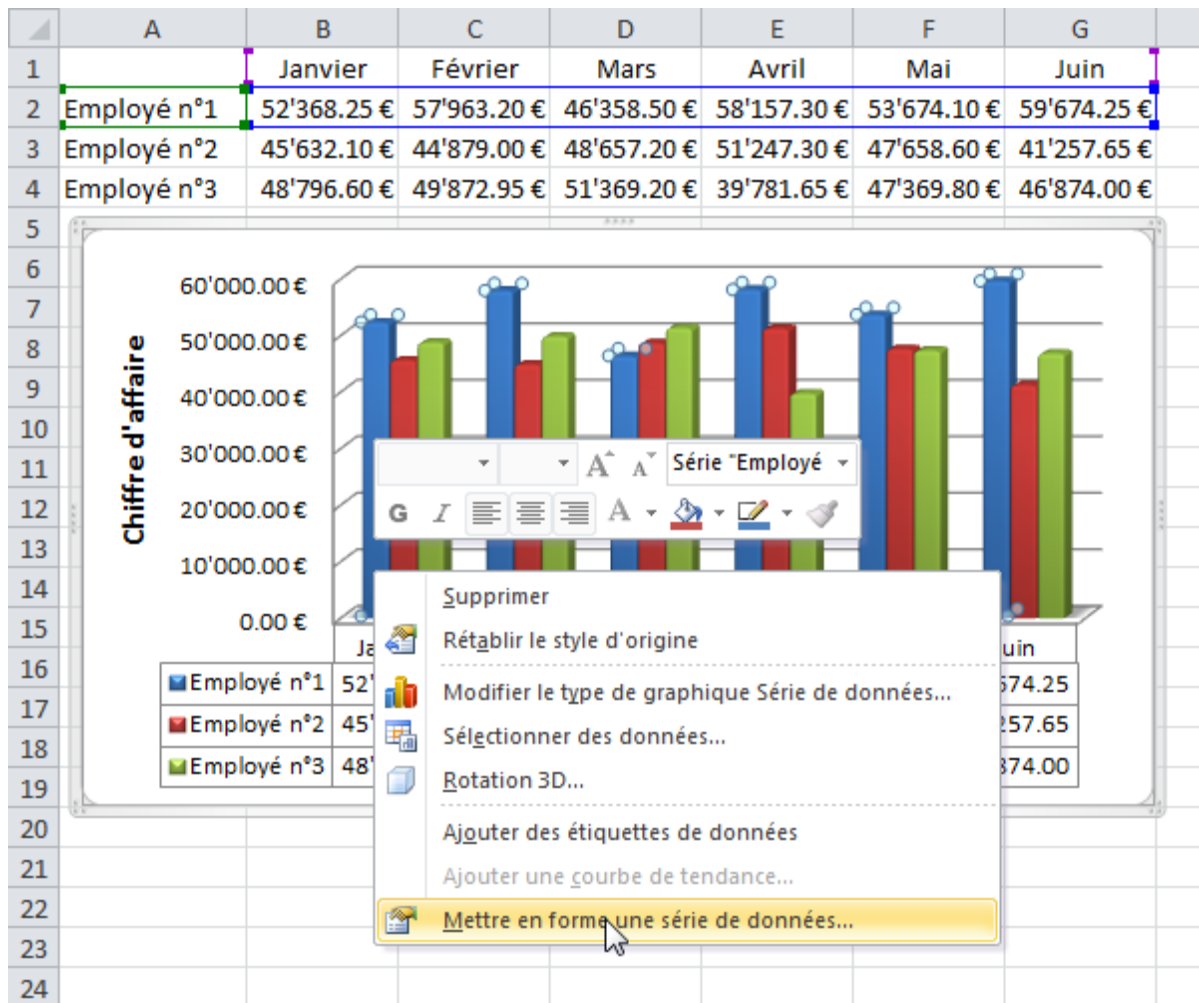 A B C D E F G
1 Janvier Février Mars Avril Mai Juin
2 Employé n°1 52'368.25 € 57'963.20 € 46'358.50 € 58'157.30 € 53'674.10 € 59'674.25 €
3 Employé n°2 45'632.10 € 44'879.00 € 48'657.20 € 51'247.30 € 47'658.60 € 41'257.65 €
4 Employé n°3 48'796.60 € 49'872.95 € 51'369.20 € 39'781.65 € 47'369.80 € 46'874.00 €
5
6
7
8
9
10
11
12
13
14
15
16
17
18
19
20
21
22
23
24
Chiffre d'affaire
60'000.00 €
50'000.00 €
40'000.00 €
30'000.00 €
20'000.00 €
10'000.00 €
0.00 €
Ja uin
Employé n°1 52' 574.25
Employé n°2 45' 257.65
Employé n°3 48' 374.00
A A Série "Employé
G I A
Supprimer
Rétablir le style d'origine
Modifier le type de graphique Série de données...
Sélectionner des données...
Rotation 3D...
Ajouter des étiquettes de données
Ajouter une courbe de tendance...
Mettre en forme une série de données...